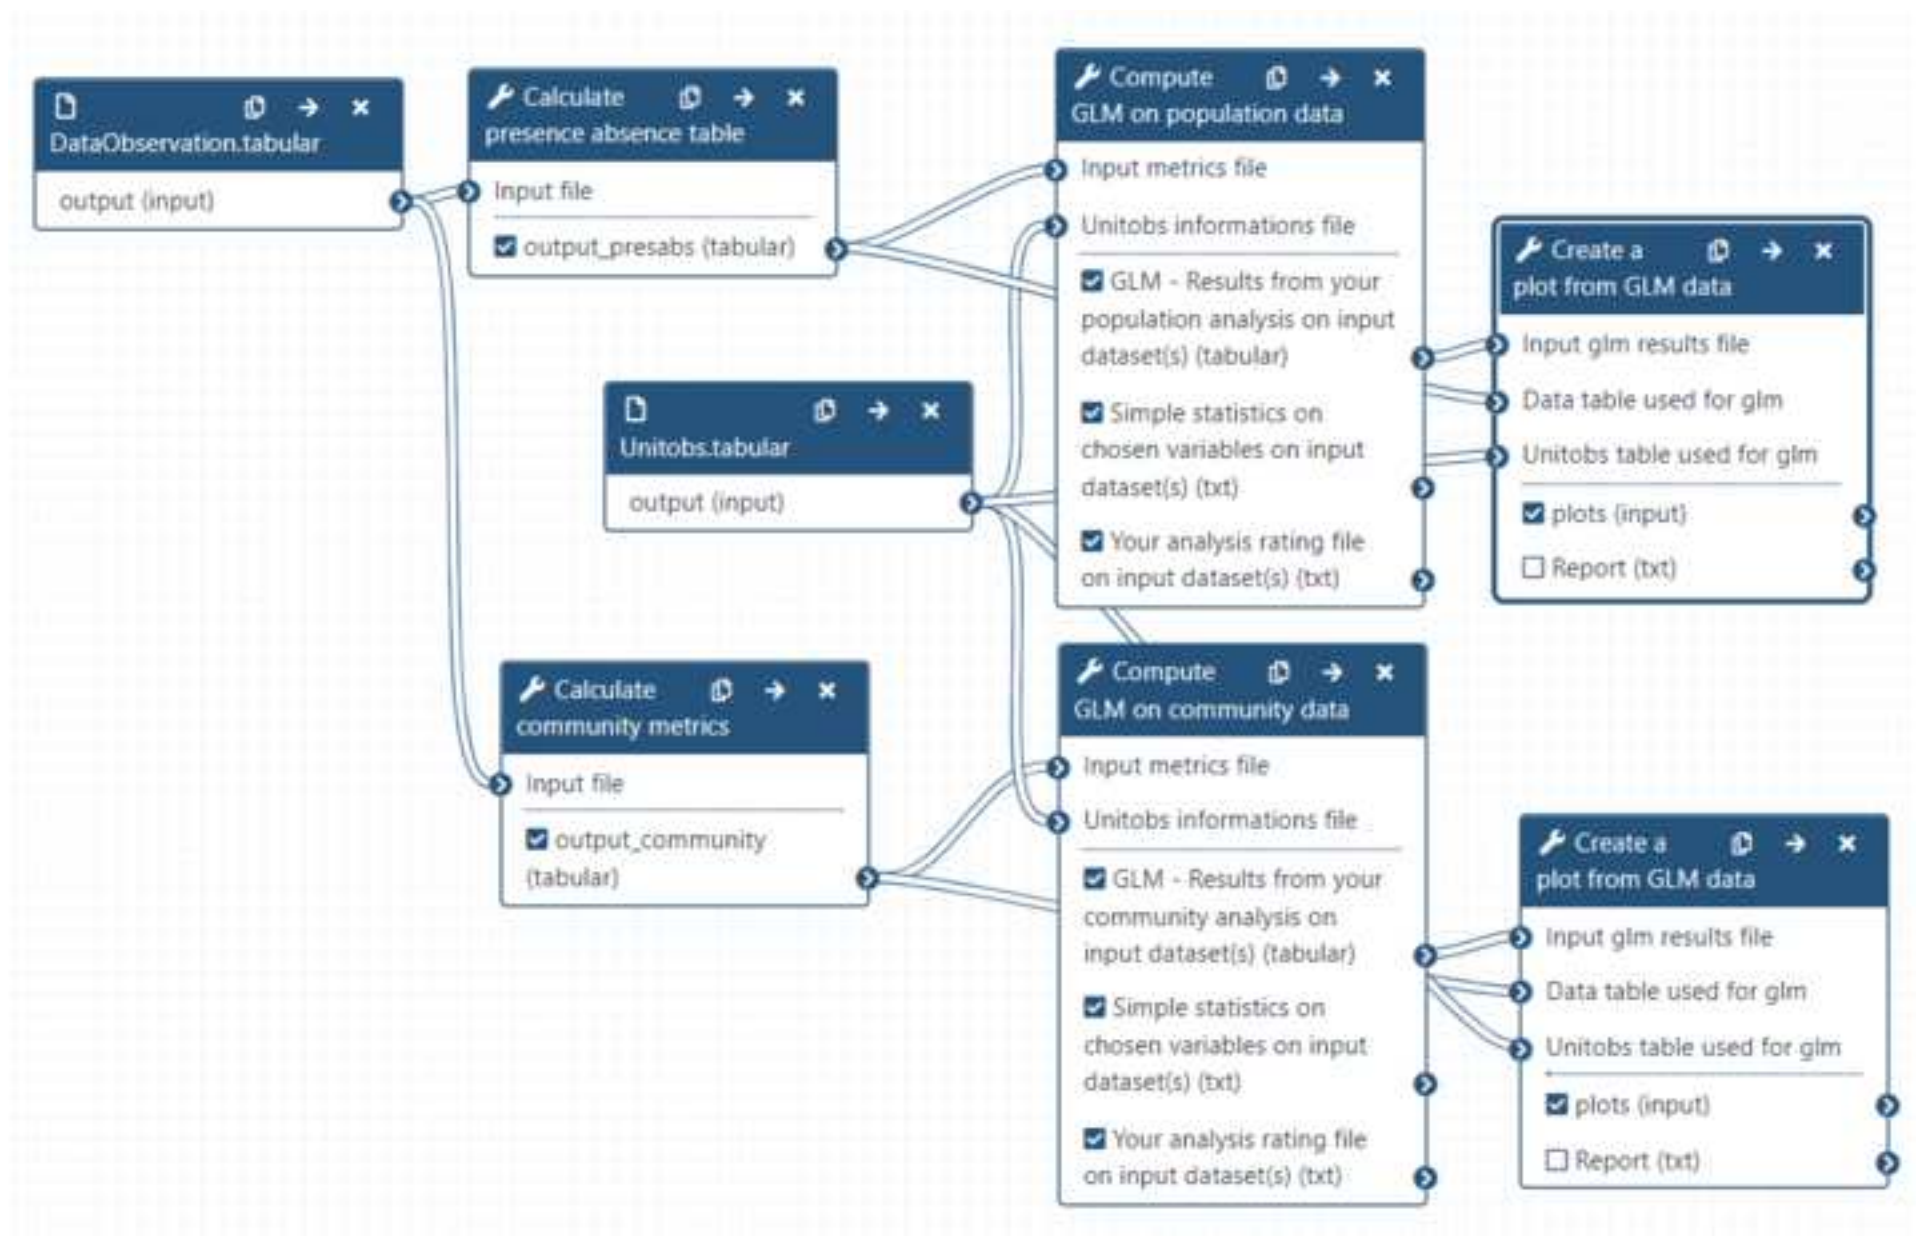 DataObservation.tabular
output (input)
Calculate
presence absence table
Input file
output_presabs (tabular)
Unitobs.tabular
output (input)
Calculate
community metrics
Input file
output_community
(tabular)
Compute
GLM on population data
Input metrics file
Unitobs informations file
GLM - Results from your
population analysis on input
dataset(s) (tabular)
Simple statistics on
chosen variables on input
dataset(s) (txt)
Your analysis rating file
on input dataset(s) (txt)
Compute
GLM on community data
Input metrics file
Unitobs informations file
GLM - Results from your
community analysis on
input dataset(s) (tabular)
Simple statistics on
chosen variables on input
dataset(s) (txt)
Your analysis rating file
on input dataset(s) (txt)
Create a
plot from GLM data
Input glm results file
Data table used for glm
Unitobs table used for glm
plots (input)
Report (txt)
Create a
plot from GLM data
Input glm results file
Data table used for glm
Unitobs table used for glm
plots (input)
Report (txt)